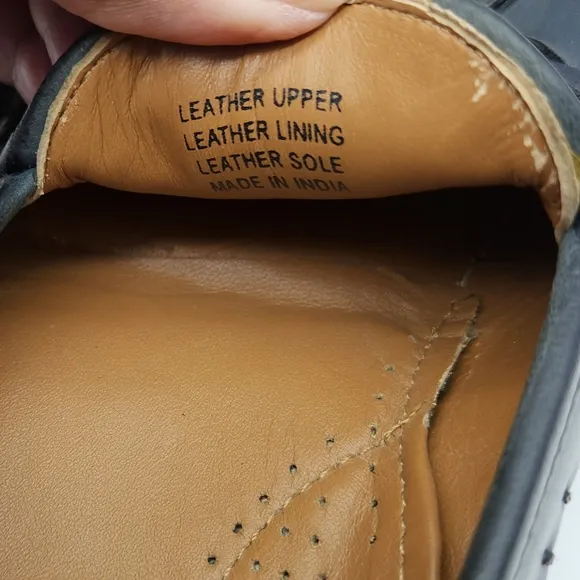 LEATHER UPPER
LEATHER LINING
LEATHER SOLE
MADE IN INDIA